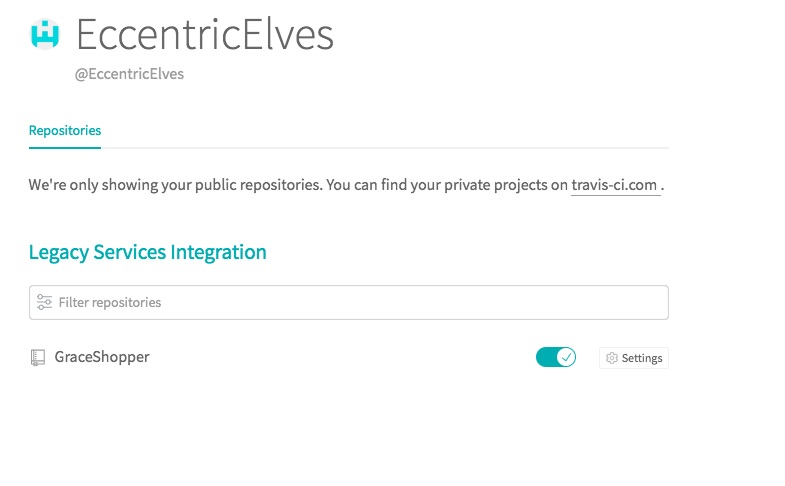 EccentricElves
@EccentricElves
Repositories
We're only showing your public repositories. You can find your private projects on travis-ci.com .
Legacy Services Integration
Filter repositories
GraceShopper Settings